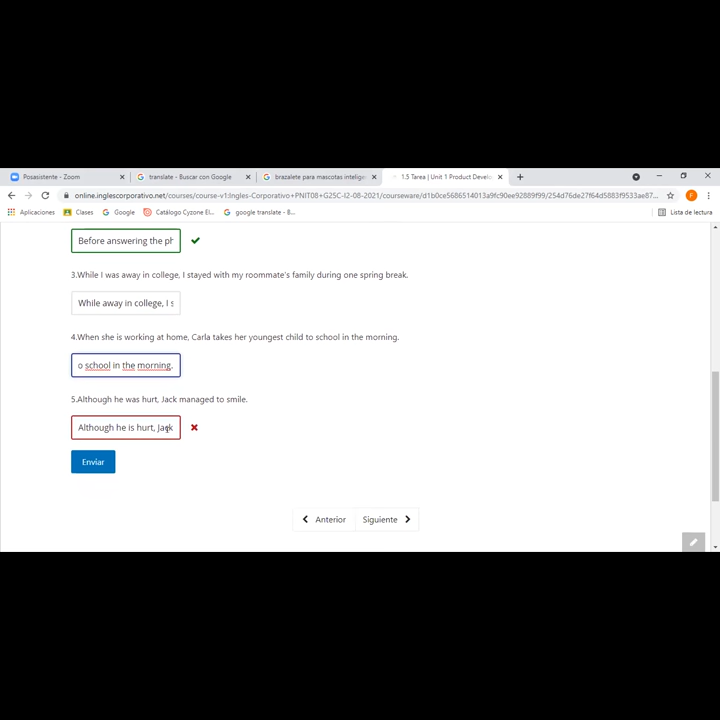 Posasistente - Zoom
translate - Buscar con Google
brazalete para mascotas intelige
1.5 Tarea | Unit 1 Product Develo
online.inglescorporativo.net/courses/course-v1:Ingles-Corporativo+PNIT08+G25C-I2-08-2021/courseware/d1b0ce5686514013a9fc90ee92889f99/254d76de27f64d5883f9533ae87...
F
Aplicaciones
Clases
Google
Catálogo Cyzone El...
google translate - B...
Lista de lectura
Before answering the ph
3.While I was away in college, I stayed with my roommate's family during one spring break.
While away in college, I s
4.When she is working at home, Carla takes her youngest child to school in the morning.
o school in the morning.
5.Although he was hurt, Jack managed to smile.
Although he is hurt, Jack
Enviar
Anterior
Siguiente